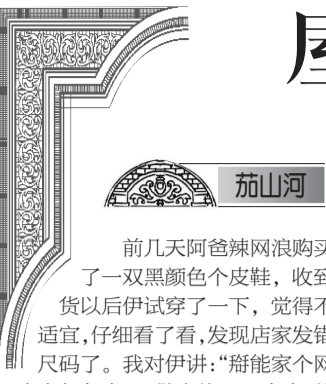 茄山河
前几天阿爸辣网浪购买
了一双黑颜色个皮鞋，收到
货以后伊试穿了一下，觉得不
适宜，仔细看了看，发现店家发错
尺码了。我对伊讲：“掰能家个网